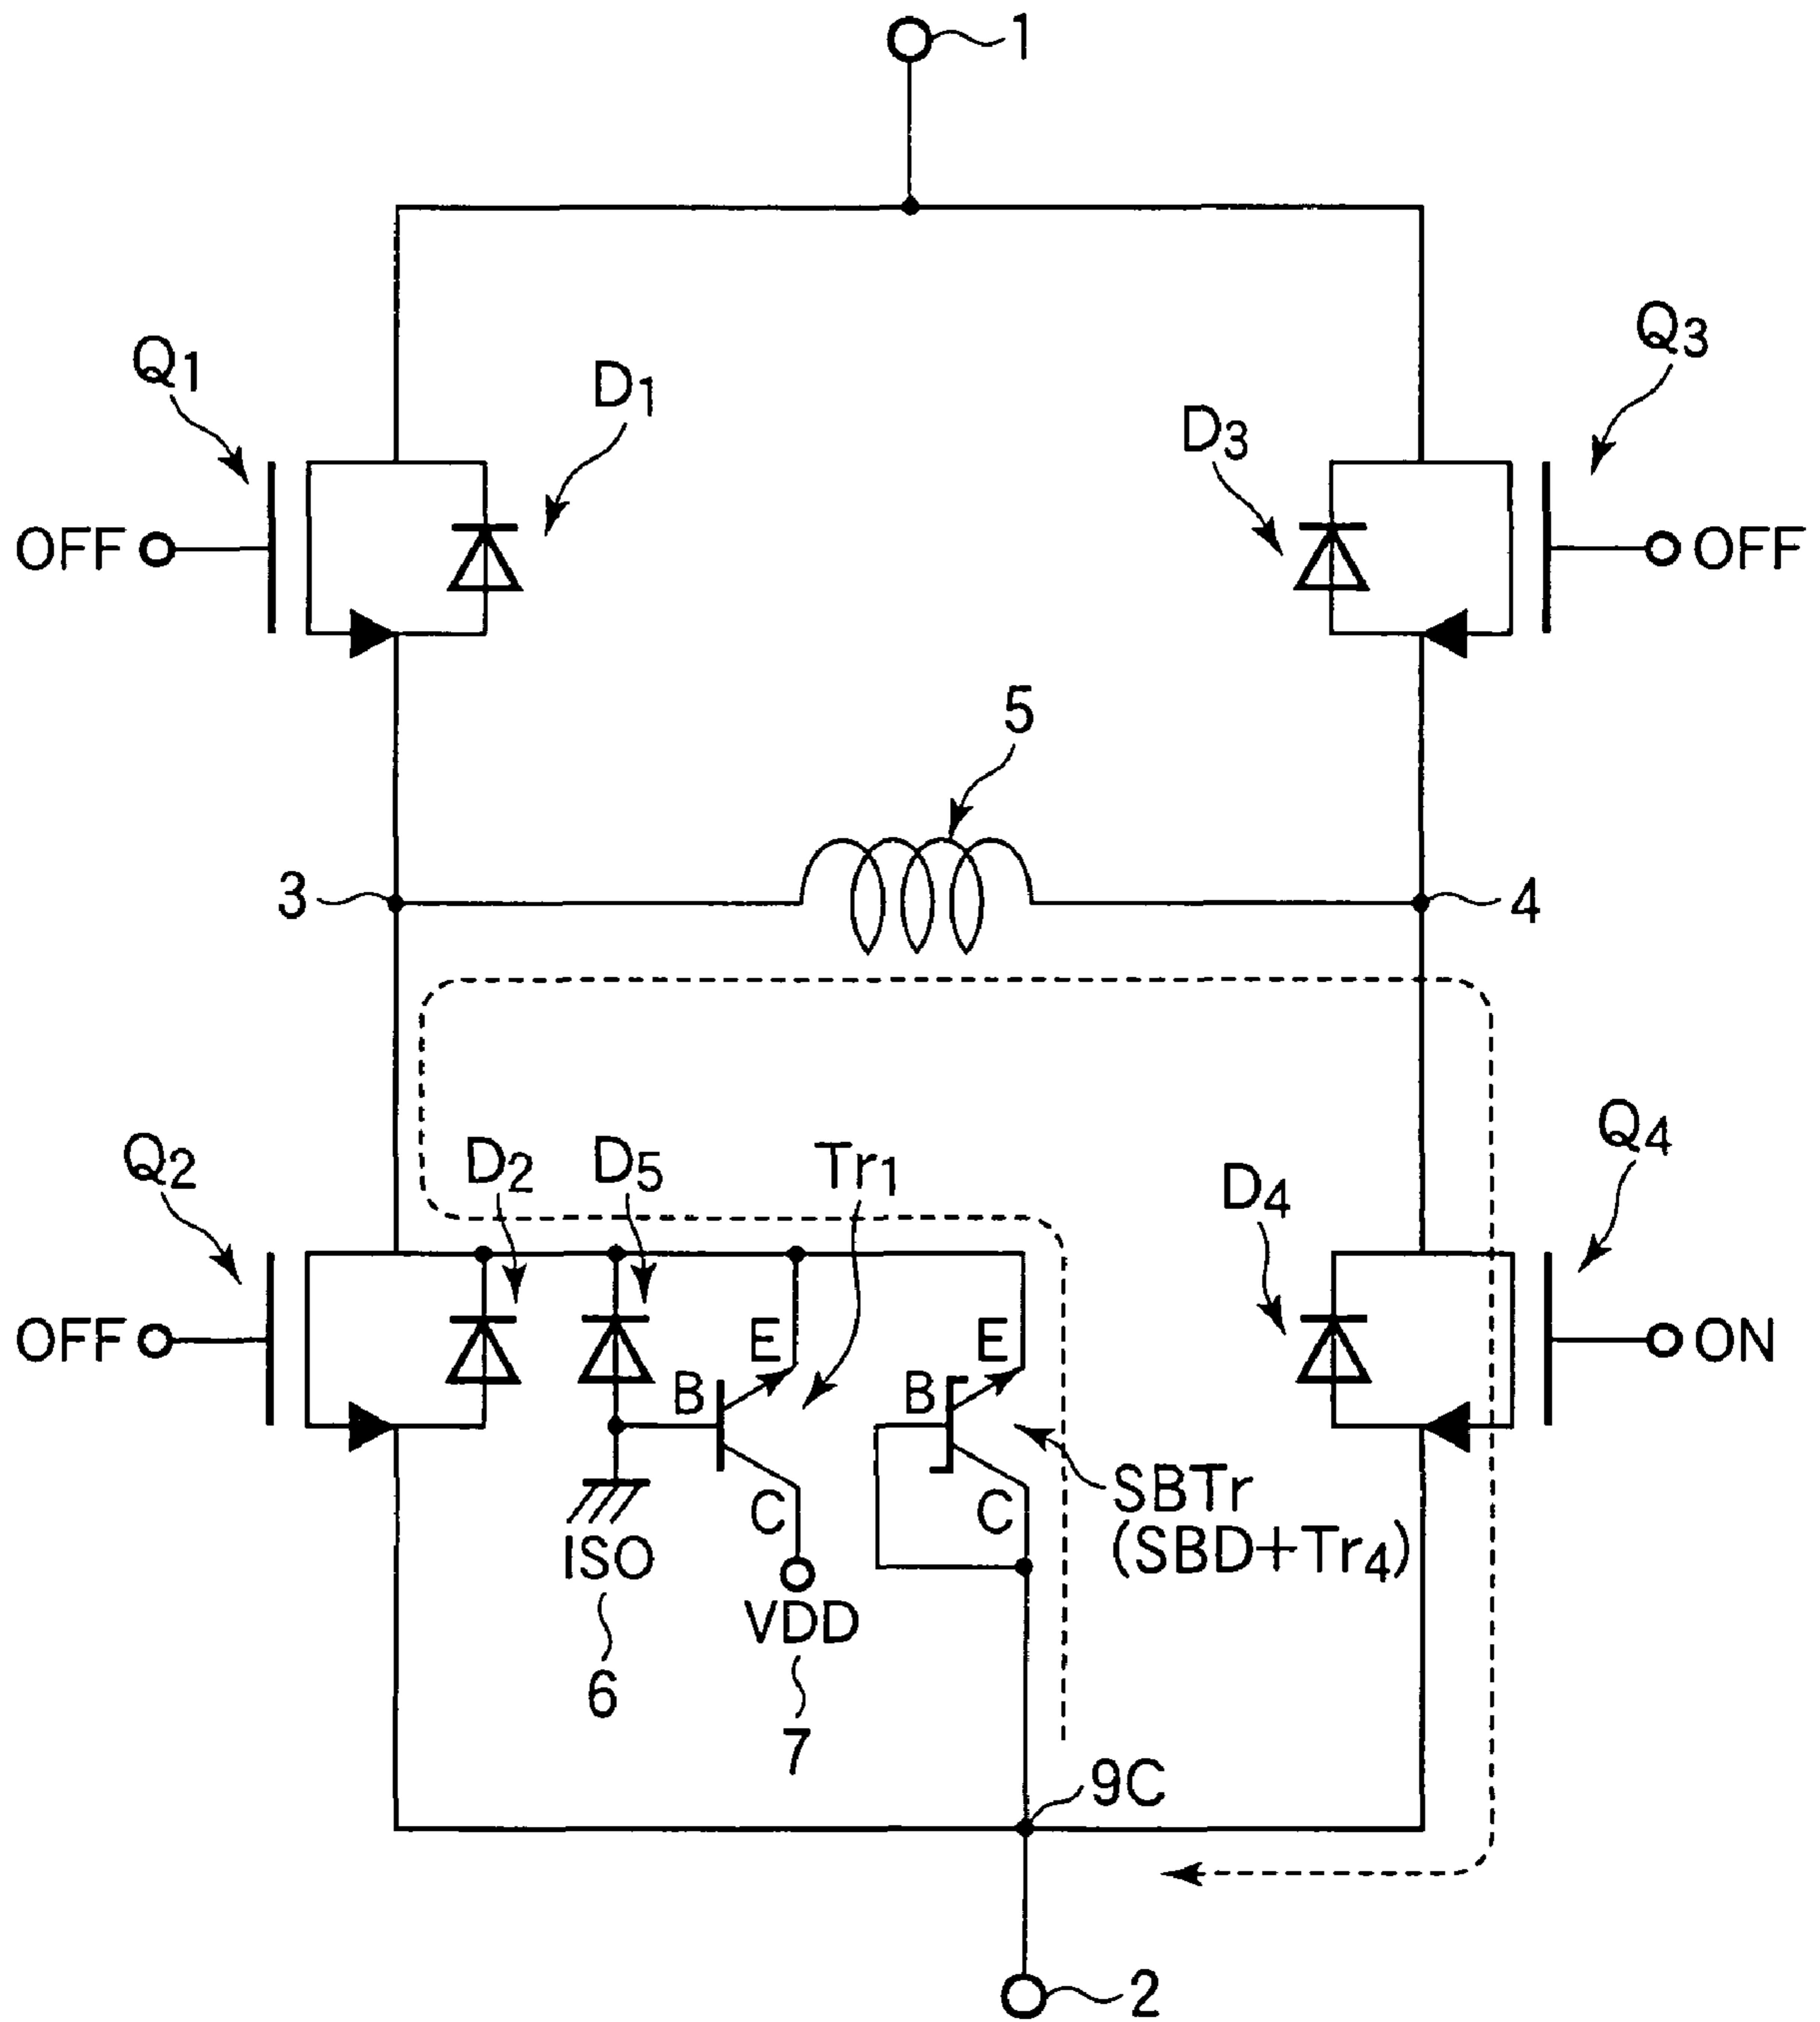 1
Q1
D1
D3
Q3
OFF
OFF
5
3
4
Q2
D2
D5
Tr1
D4
Q4
OFF
B
E
C
B
E
C
ON
SBTr
(SBD+Tr4)
ISO
VDD
6
7
9C
2